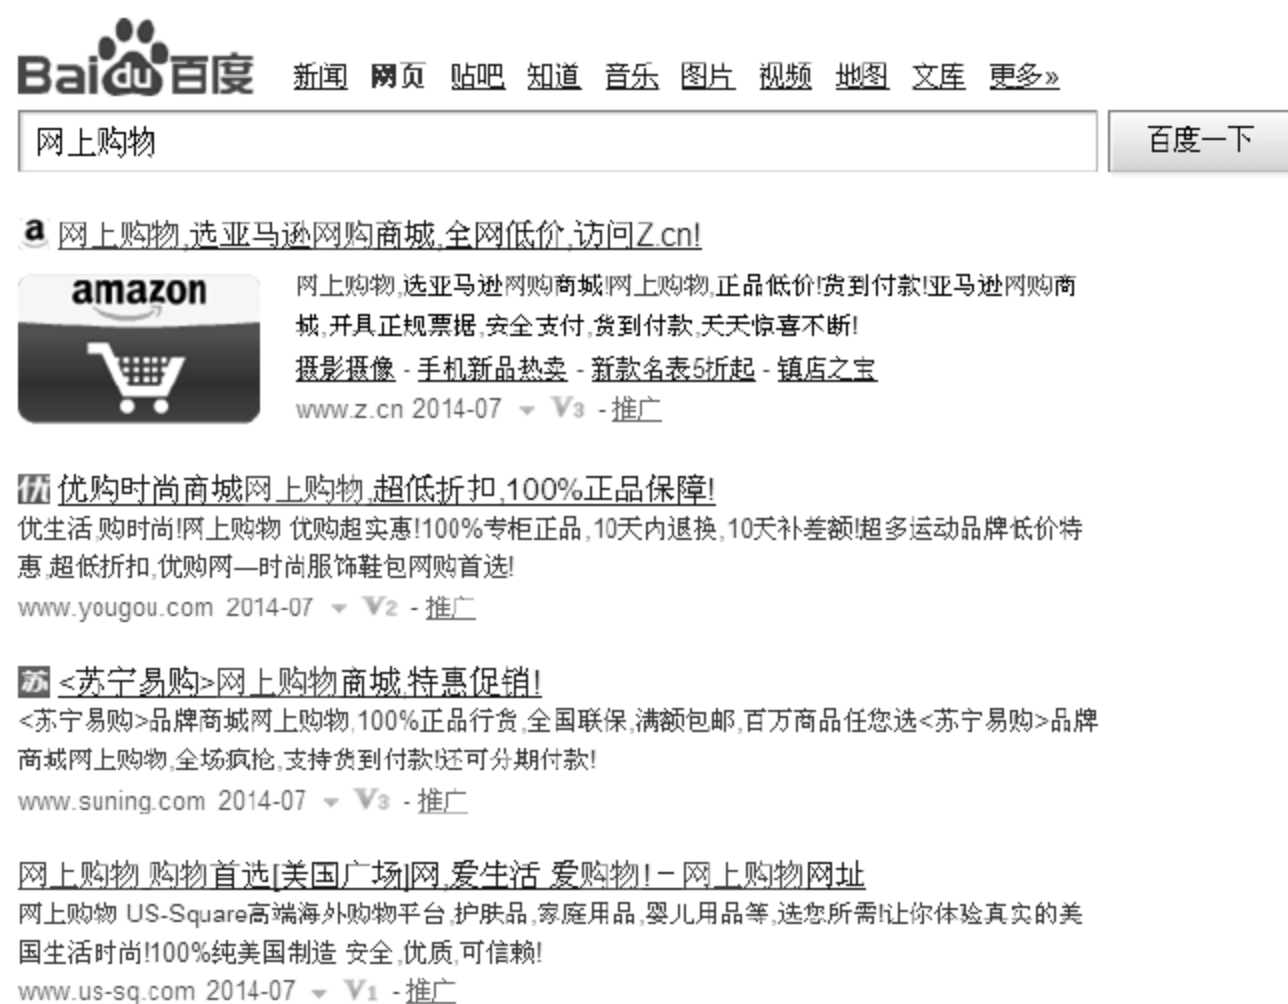 Baidu百度 新闻 网页 贴吧 知道 音乐 图片 视频 地图 文库 更多»
网上购物 百度一下
a 网上购物,选亚马逊网购商城,全网低价,访问Z.cn!
amazon
网上购物,选亚马逊网购商城!网上购物,正品低价!货到付款!亚马逊网购商
城,开具正规票据,安全支付,货到付款,天天惊喜不断!
摄影摄像 - 手机新品热卖 - 新款名表5折起 - 镇店之宝
www.z.cn 2014-07 V3 - 推广
优 优购时尚商城网上购物,超低折扣,100%正品保障!
优生活,购时尚!网上购物 优购超实惠!100%专柜正品,10天内退换,10天补差额!超多运动品牌低价特
惠,超低折扣,优购网—时尚服饰鞋包网购首选!
www.yougou.com 2014-07 V2 - 推广
苏 <苏宁易购>网上购物商城,特惠促销!
<苏宁易购>品牌商城网上购物,100%正品行货,全国联保,满额包邮,百万商品任您选<苏宁易购>品牌
商城网上购物,全场疯抢,支持货到付款!还可分期付款!
www.suning.com 2014-07 V3 - 推广
网上购物 购物首选[美国广场]网,爱生活 爱购物! - 网上购物网址
网上购物 US-Square高端海外购物平台,护肤品,家庭用品,婴儿用品等,选您所需!让你体验真实的美
国生活时尚!100%纯美国制造 安全,优质,可信赖!
www.us-sq.com 2014-07 V1 - 推广